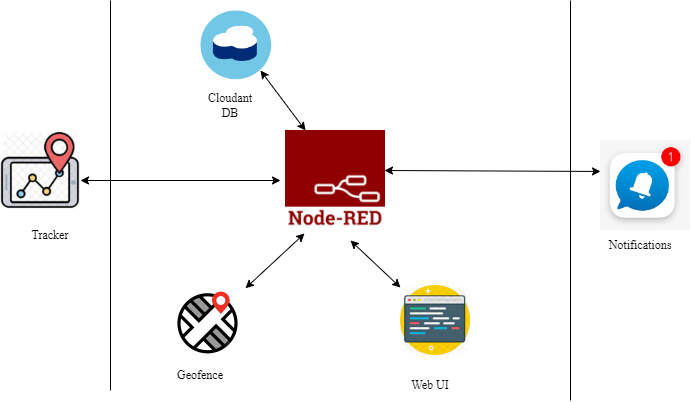 Cloudant
DB
1
Node-RED
Tracker
Notifications
Geofence
Web UI